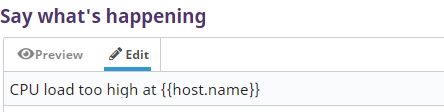 Say what's happening
Preview Edit
CPU load too high at {{host.name}}